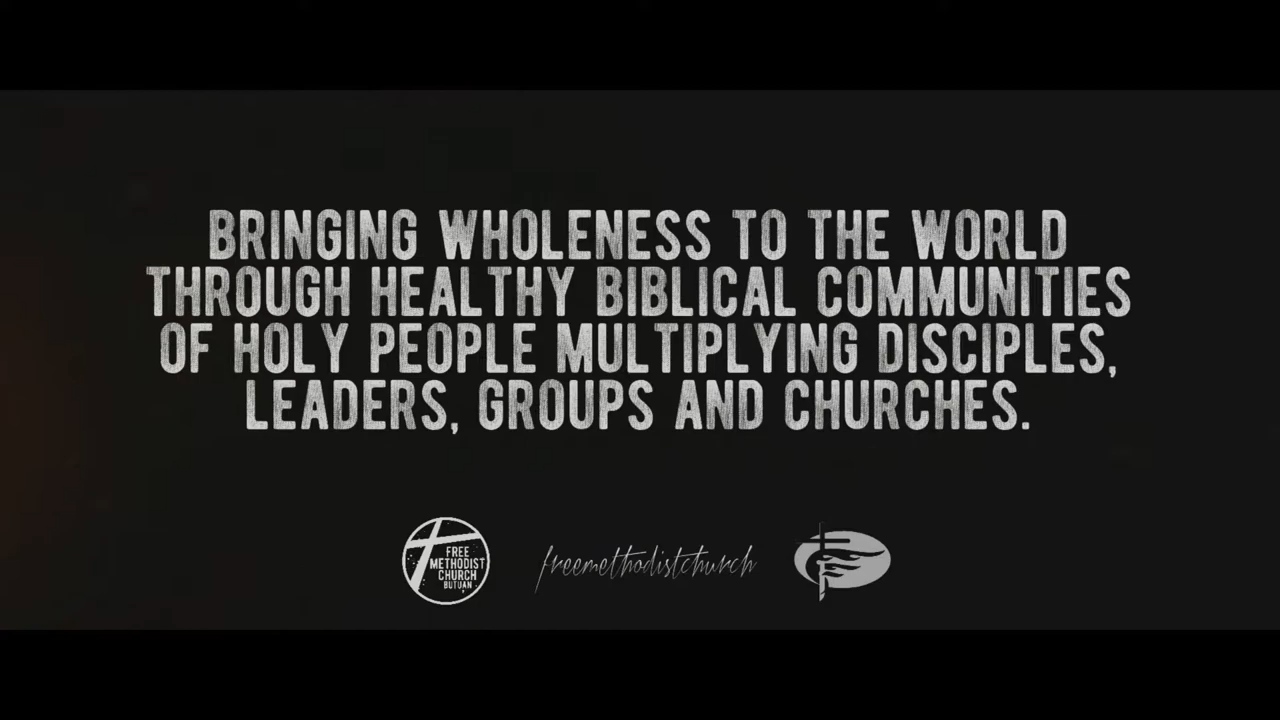 BRINGING WHOLENESS TO THE WORLD
THROUGH HEALTHY BIBLICAL COMMUNITIES
OF HOLY PEOPLE MULTIPLYING DISCIPLES,
LEADERS, GROUPS AND CHURCHES.
FREE
METHODIST
CHURCH
BUTUAN
freemethodistchurch